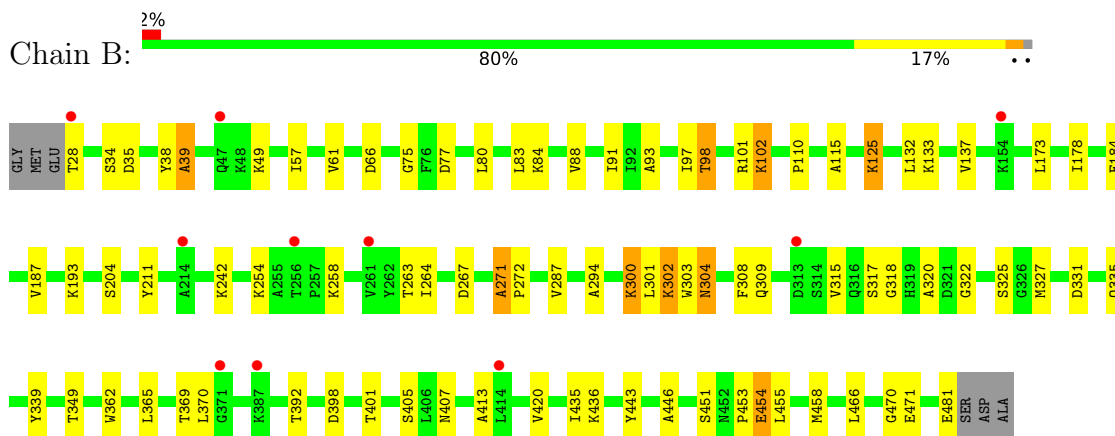 2%
Chain B:
80% 17% ..
GLY MET GLU T28 S34 D35 Y38 A39 Q47 K48 K49 I57 V61 D66 G75 F76 D77 L80 L83 K84 V88 I91 I92 A93 I97 T98 R101 K102 P110 A115 K125 L132 K133 V137 K154 L173 I178 E184
V187 K193 S204 Y211 A214 K242 K254 A255 T256 P257 K258 V261 Y262 T263 I264 D267 A271 P272 V287 A294 K300 L301 K302 W303 N304 F308 Q309 D313 S314 V315 Q316 S317 G318 H319 A320 D321 G322 S325 G326 M327 D331
Y339 T349 W362 L365 T369 L370 G371 K387 T392 D398 T401 S405 L406 N407 A413 L414 V420 I435 K436 Y443 A446 S451 N452 P453 E454 L455 M458 L466 G470 E471 E481 SER ASP ALA